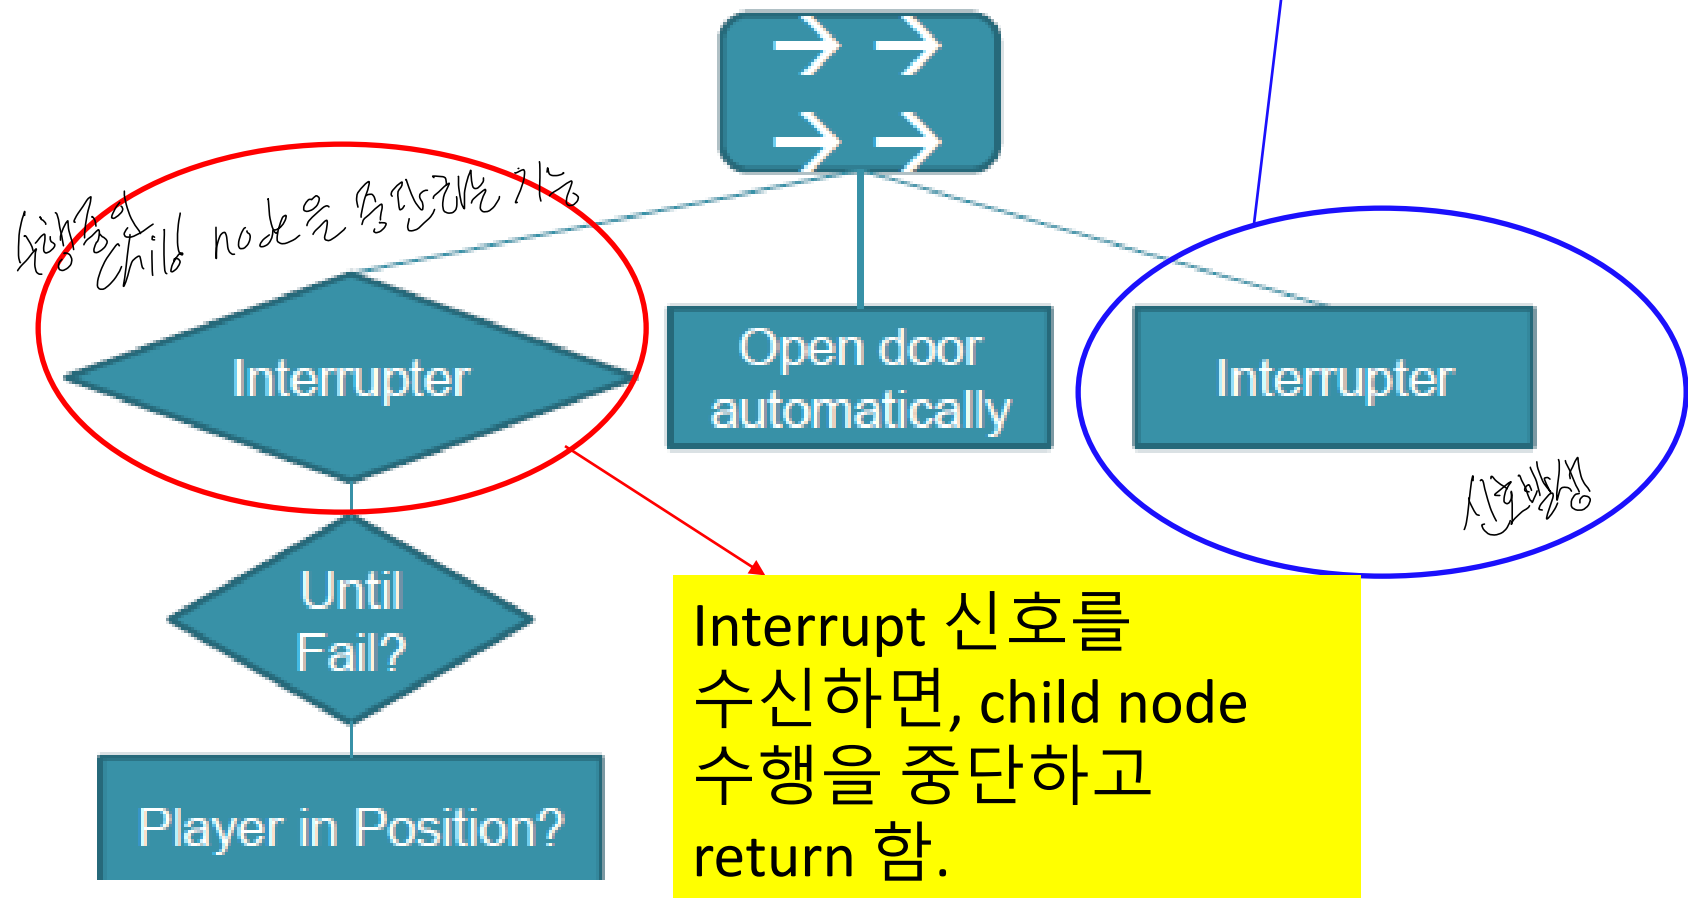 수행중인
child node을 중단하는 기능
Interrupter
Open door
automatically
Interrupter
신호발생
Until
Fail?
Player in Position?
Interrupt 신호를
수신하면, child node
수행을 중단하고
return 함.